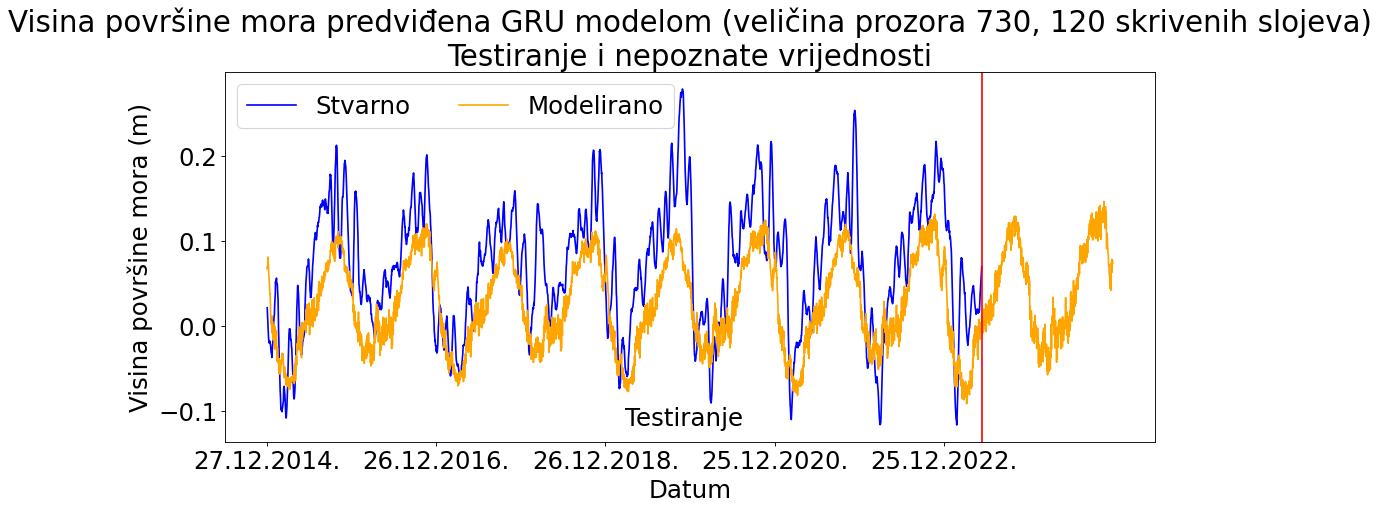 Visina površine mora predviđena GRU modelom (veličina prozora 730, 120 skrivenih slojeva)
Testiranje i nepoznate vrijednosti
Stvarno
Modelirano
Visina površine mora (m)
0.2
0.1
0.0
−0.1
Testiranje
27.12.2014.
26.12.2016.
26.12.2018.
25.12.2020.
25.12.2022.
Datum